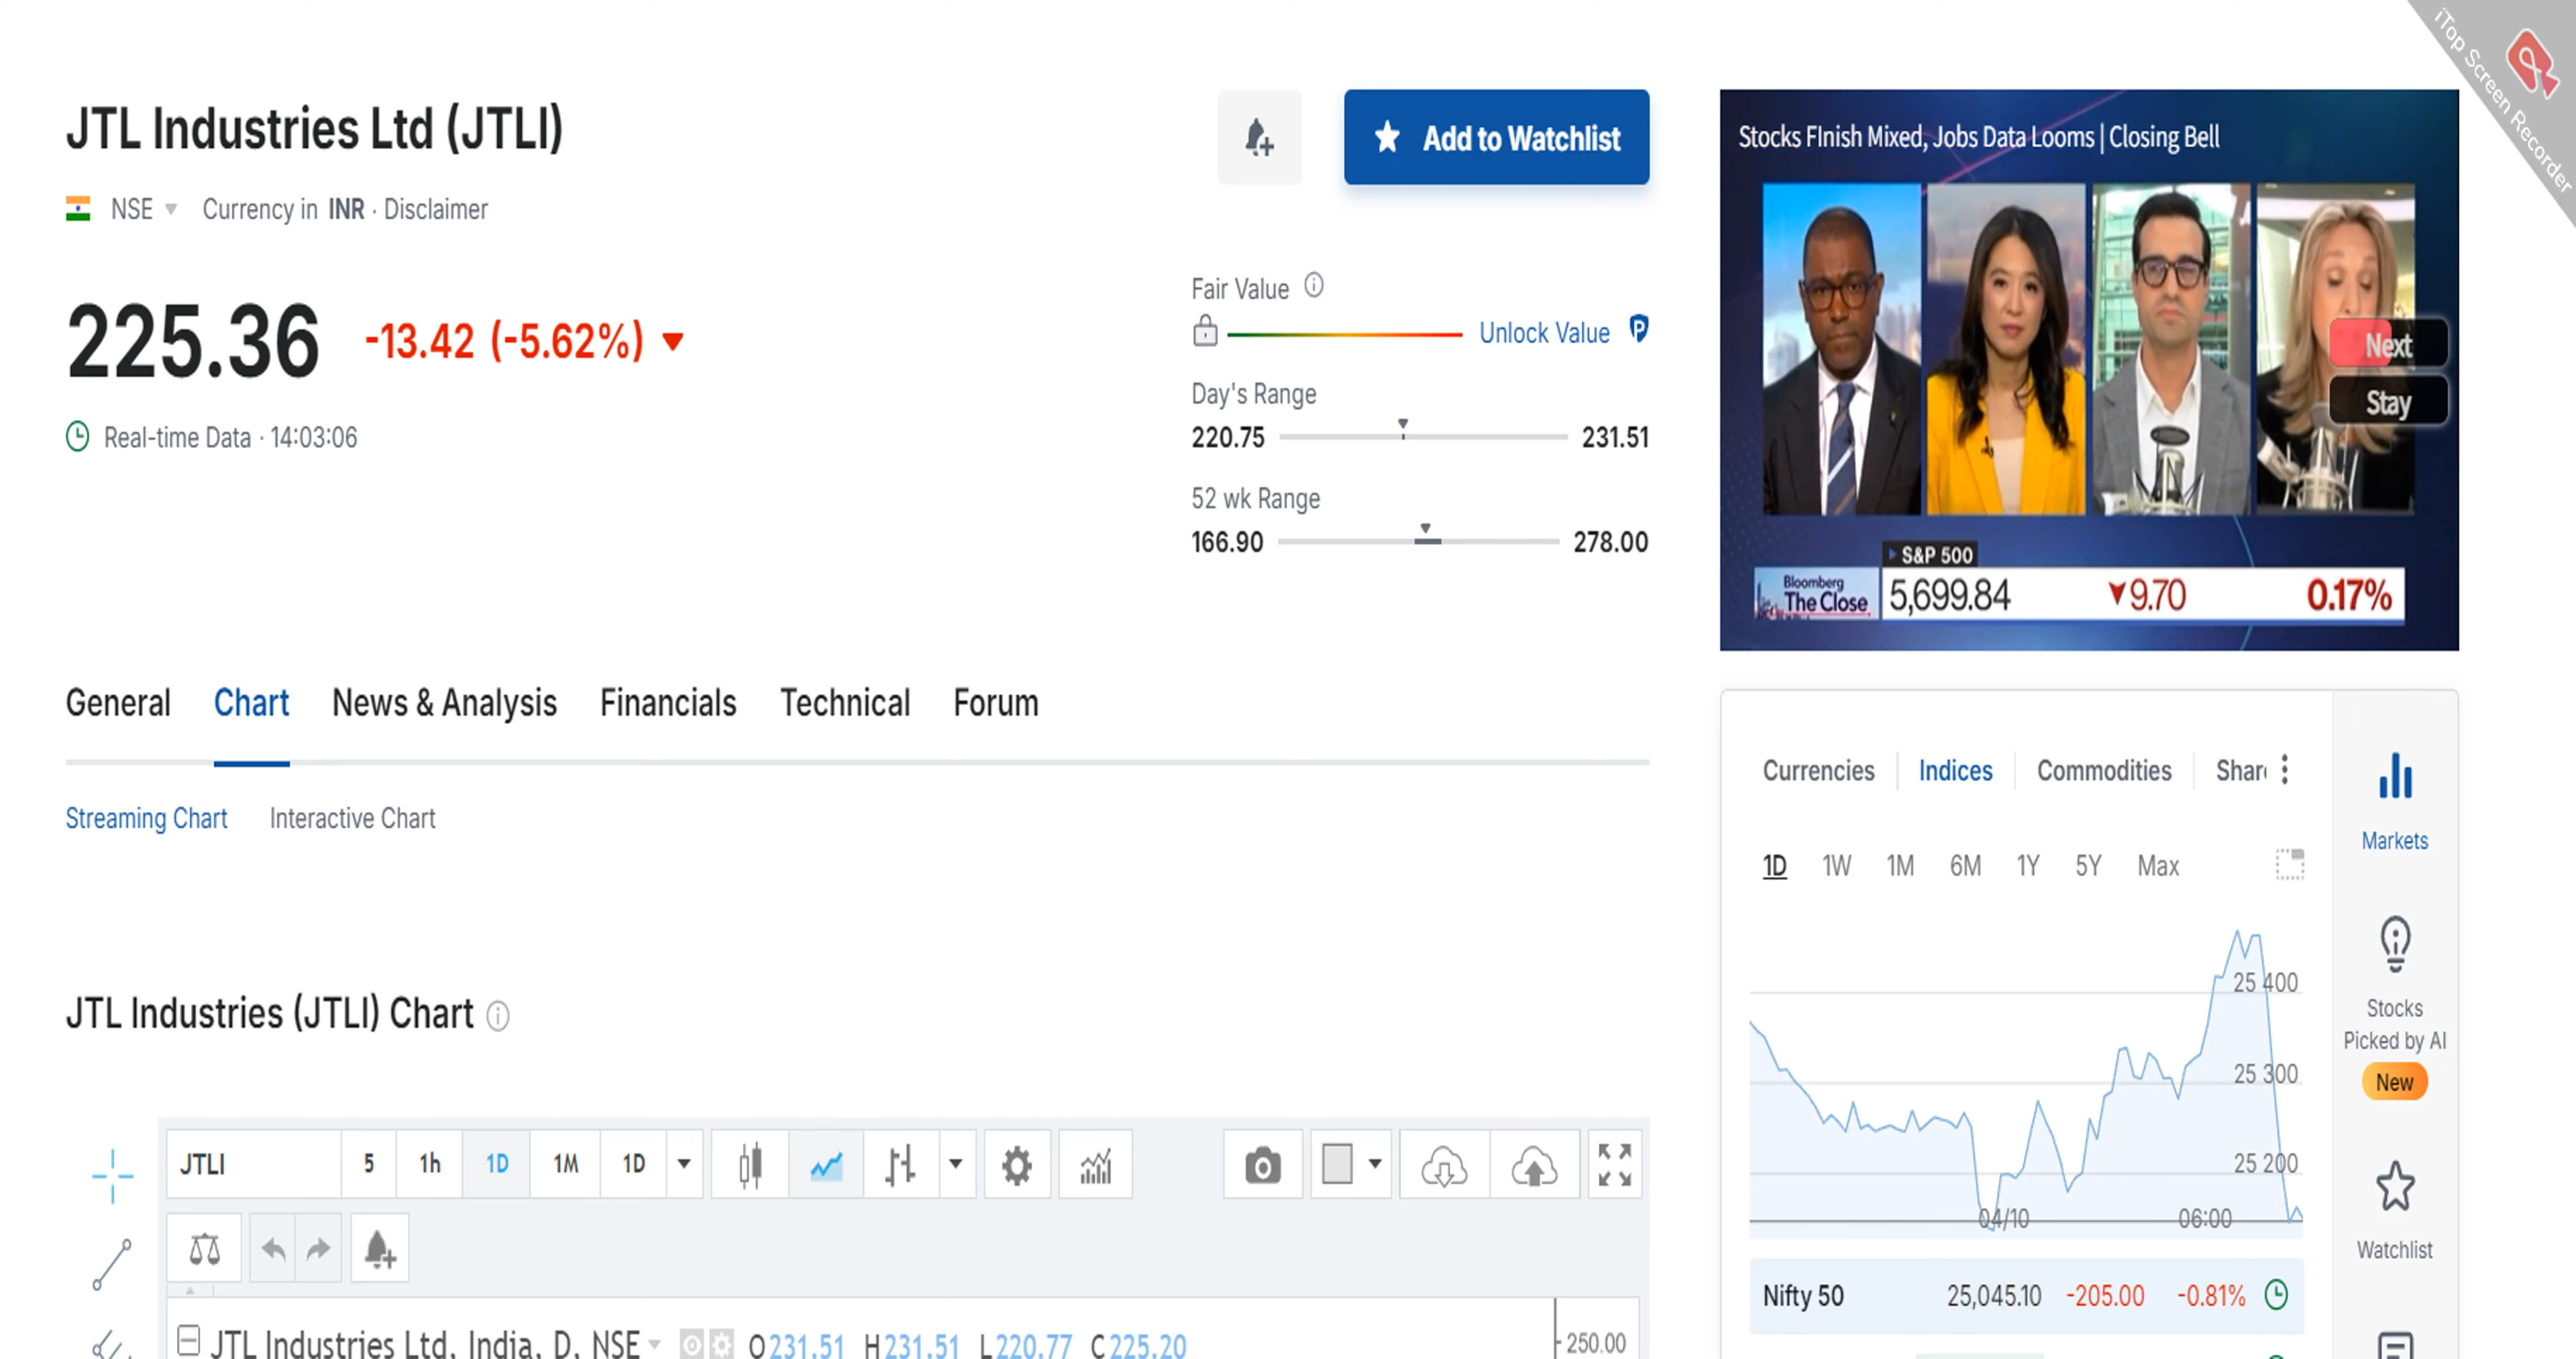 iTop Screen Recorder
JTL Industries Ltd (JTLI)
Add to Watchlist
NSE Currency in INR · Disclaimer
225.36 -13.42 (-5.62%)
Real-time Data · 14:03:06
Fair Value
Unlock Value
Day's Range
220.75 231.51
52 wk Range
166.90 278.00
Stocks FInish Mixed, Jobs Data Looms | Closing Bell
Next
Stay
S&P 500
Bloomberg
The Close
5,699.84 9.70 0.17%
General Chart News & Analysis Financials Technical Forum
Streaming Chart Interactive Chart
JTL Industries (JTLI) Chart
JTLI 5 1h 1D 1M 1D
JTL Industries Ltd, India, D, NSE O 231.51 H 231.51 L 220.77 C 225.20
250.00
Currencies Indices Commodities Shar
1D 1W 1M 6M 1Y 5Y Max
25 400
25 300
25 200
04/10 06:00
Nifty 50 25,045.10 -205.00 -0.81%
Markets
Stocks
Picked by AI
New
Watchlist